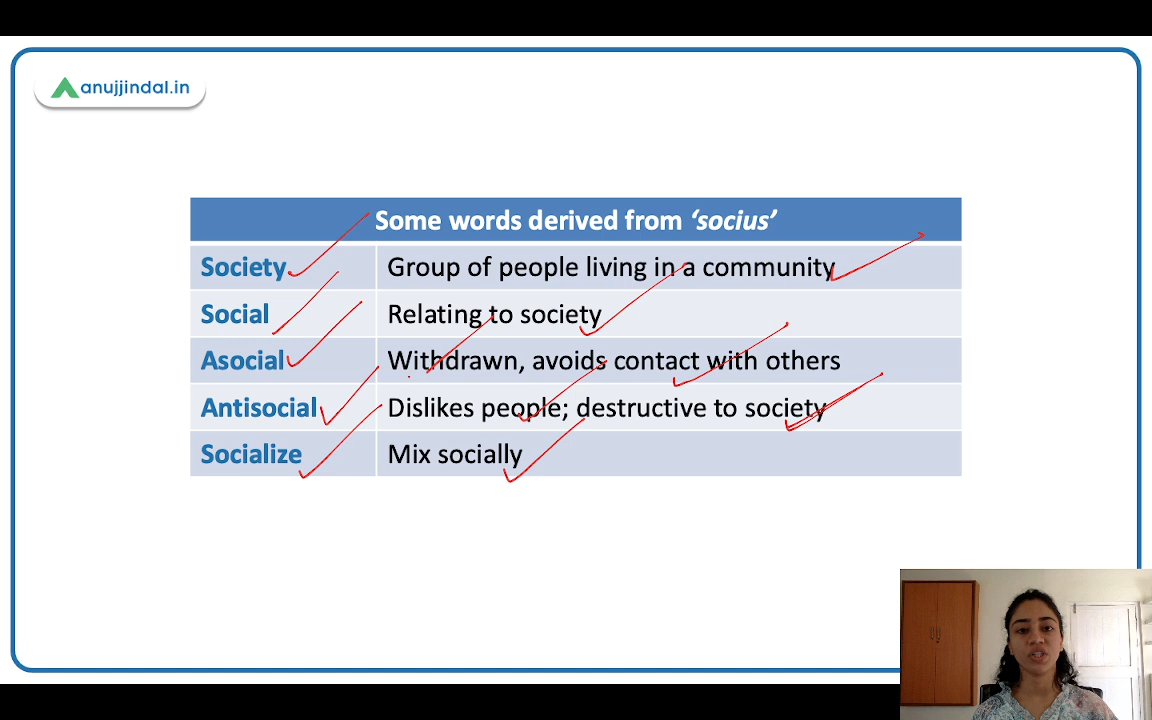 anujjindal.in
Some words derived from ‘socius’
Society Group of people living in a community
Social Relating to society
Asocial Withdrawn, avoids contact with others
Antisocial Dislikes people; destructive to society
Socialize Mix socially